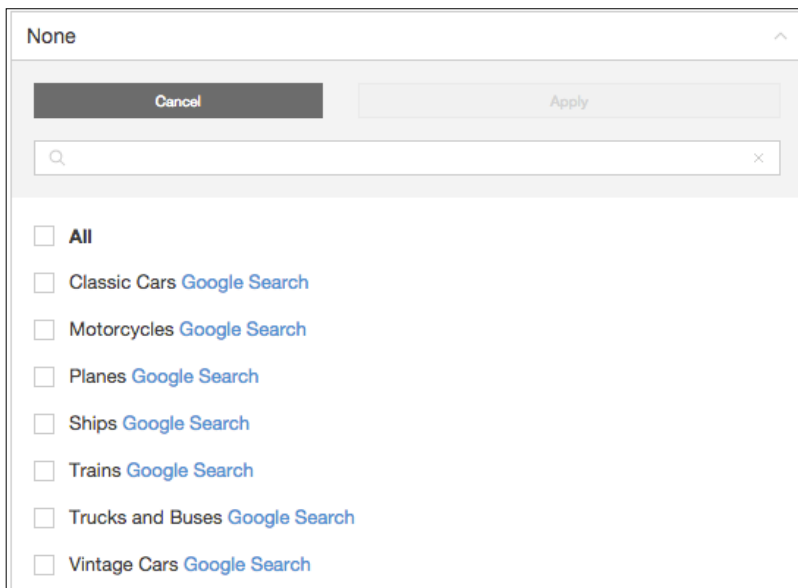 None
Cancel Apply
All
Classic Cars Google Search
Motorcycles Google Search
Planes Google Search
Ships Google Search
Trains Google Search
Trucks and Buses Google Search
Vintage Cars Google Search